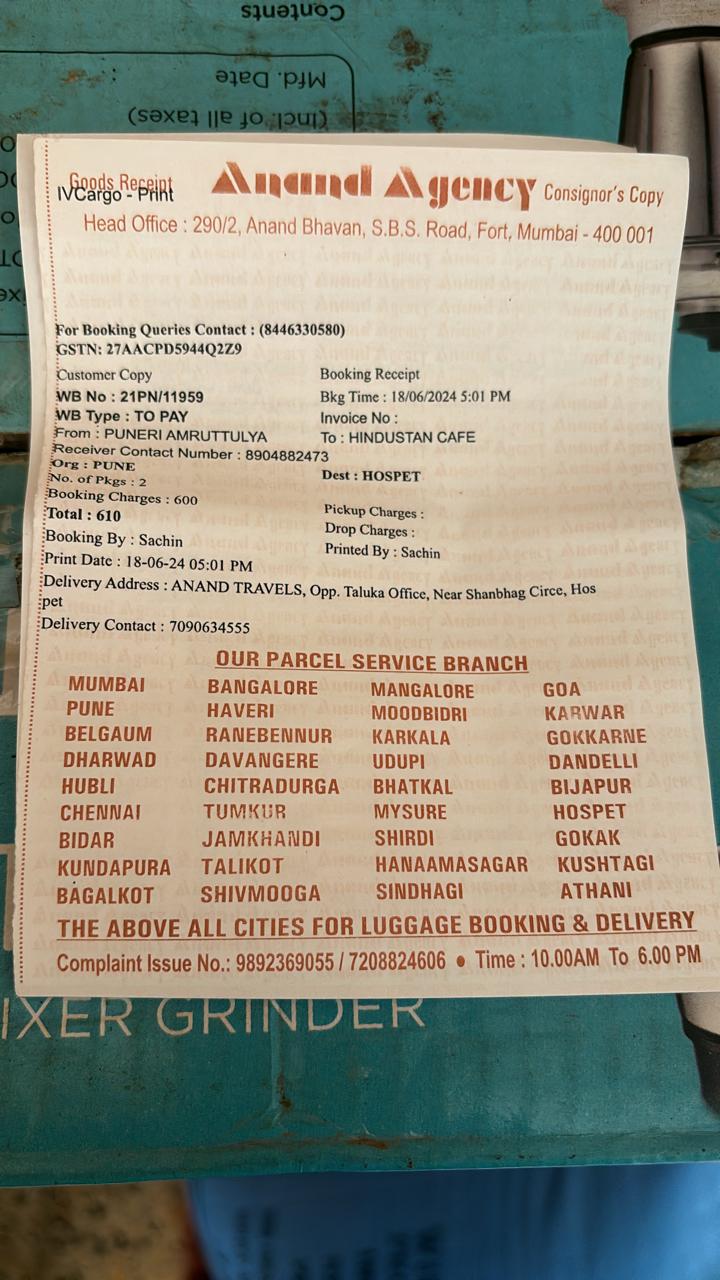 Contents
Mfd. Date :
(Incl. of all taxes)
Goods Receipt
IVCargo - Print
Anand Agency
Consignor's Copy
Head Office : 290/2, Anand Bhavan, S.B.S. Road, Fort, Mumbai - 400 001
For Booking Queries Contact : (8446330580)
GSTN: 27AACPD5944Q2Z9
Customer Copy Booking Receipt
WB No : 21PN/11959 Bkg Time : 18/06/2024 5:01 PM
WB Type : TO PAY Invoice No :
From : PUNERI AMRUTTULYA To : HINDUSTAN CAFE
Receiver Contact Number : 8904882473
Org : PUNE Dest : HOSPET
No. of Pkgs : 2
Booking Charges : 600 Pickup Charges :
Total : 610 Drop Charges :
Booking By : Sachin Printed By : Sachin
Print Date : 18-06-24 05:01 PM
Delivery Address : ANAND TRAVELS, Opp. Taluka Office, Near Shanbhag Circe, Hos
pet
Delivery Contact : 7090634555
OUR PARCEL SERVICE BRANCH
MUMBAI BANGALORE MANGALORE GOA
PUNE HAVERI MOODBIDRI KARWAR
BELGAUM RANEBENNUR KARKALA GOKKARNE
DHARWAD DAVANGERE UDUPI DANDELLI
HUBLI CHITRADURGA BHATKAL BIJAPUR
CHENNAI TUMKUR MYSURE HOSPET
BIDAR JAMKHANDI SHIRDI GOKAK
KUNDAPURA TALIKOT HANAAMASAGAR KUSHTAGI
BAGALKOT SHIVMOOGA SINDHAGI ATHANI
THE ABOVE ALL CITIES FOR LUGGAGE BOOKING & DELIVERY
Complaint Issue No.: 9892369055 / 7208824606 • Time : 10.00AM To 6.00 PM
IXER GRINDER